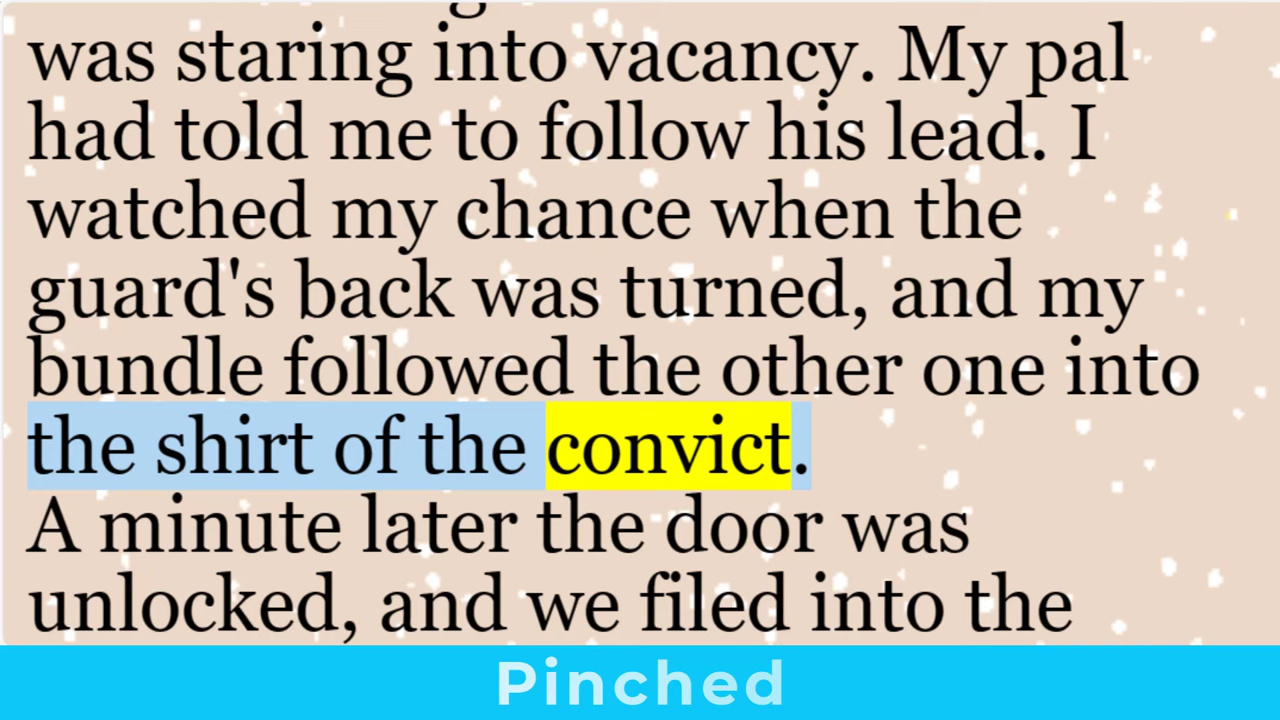 was staring into vacancy. My pal
had told me to follow his lead. I
watched my chance when the
guard's back was turned, and my
bundle followed the other one into
the shirt of the convict.
A minute later the door was
unlocked, and we filed into the
Pinched